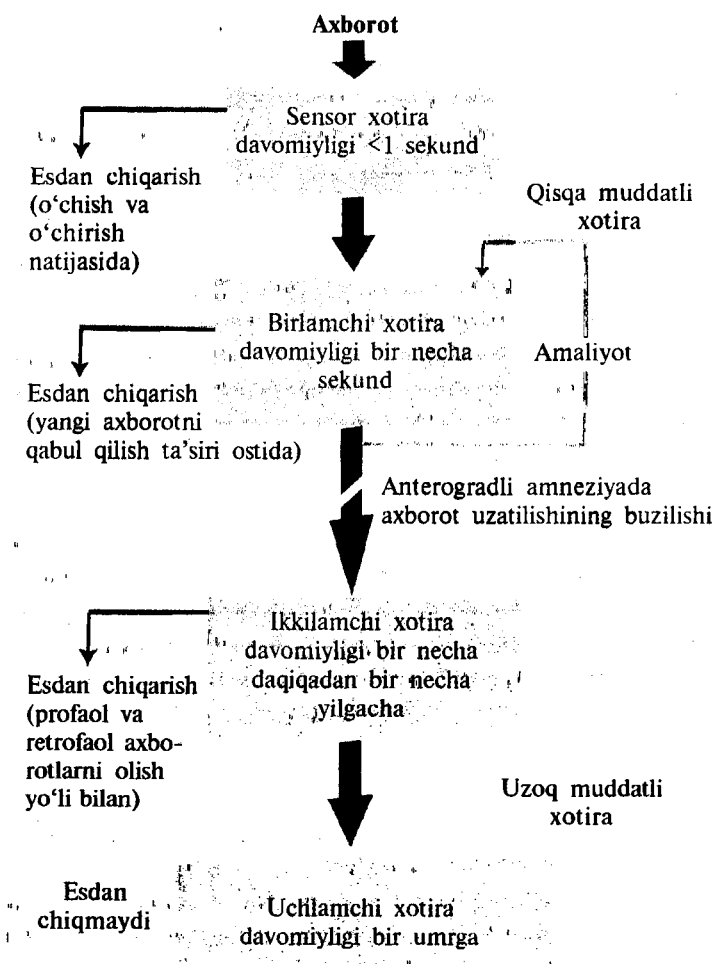 Axborot
Sensor xotira
davomiyligi <1 sekund
Esdan chiqarish
(o‘chish va
o‘chirish
natijasida)
Qisqa muddatli
xotira
Birlamchi xotira
davomiyligi bir necha
sekund
Amaliyot
Esdan chiqarish
(yangi axborotni
qabul qilish ta’siri ostida)
Anterogradli amneziyada
axborot uzatilishining buzilishi
Ikkilamchi xotira
davomiyligi bir necha
daqiqadan bir necha
yilgacha
Esdan chiqarish
(profaol va
retrofaol axbo-
rotlarni olish
yo‘li bilan)
Uzoq muddatli
xotira
Esdan
chiqmaydi
Uchlamchi xotira
davomiyligi bir umrga